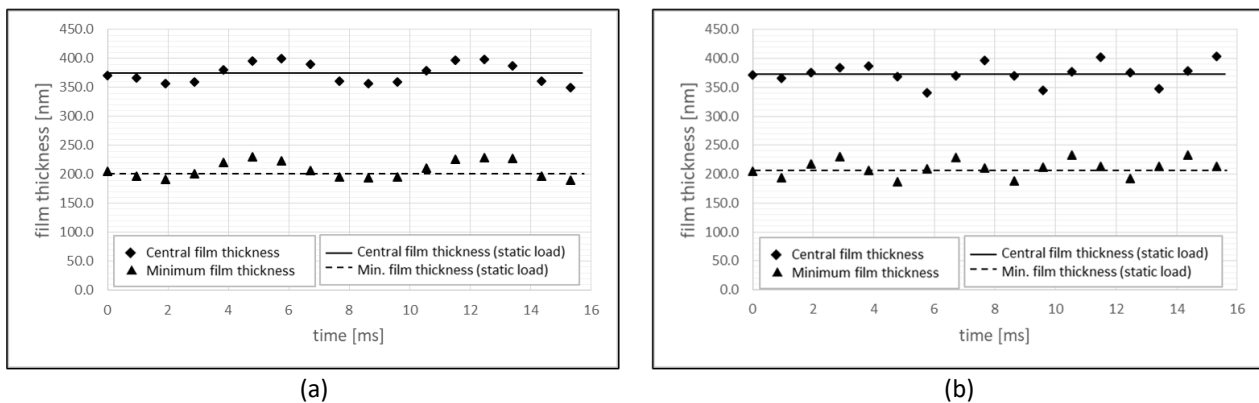 450.0
400.0
350.0
300.0
250.0
200.0
150.0
100.0
50.0
0.0
film thickness [nm]
Central film thickness
Minimum film thickness
Central film thickness (static load)
Min. film thickness (static load)
0 2 4 6 8 10 12 14 16
time [ms]
(a)
450.0
400.0
350.0
300.0
250.0
200.0
150.0
100.0
50.0
0.0
film thickness [nm]
Central film thickness
Minimum film thickness
Central film thickness (static load)
Min. film thickness (static load)
0 2 4 6 8 10 12 14 16
time [ms]
(b)